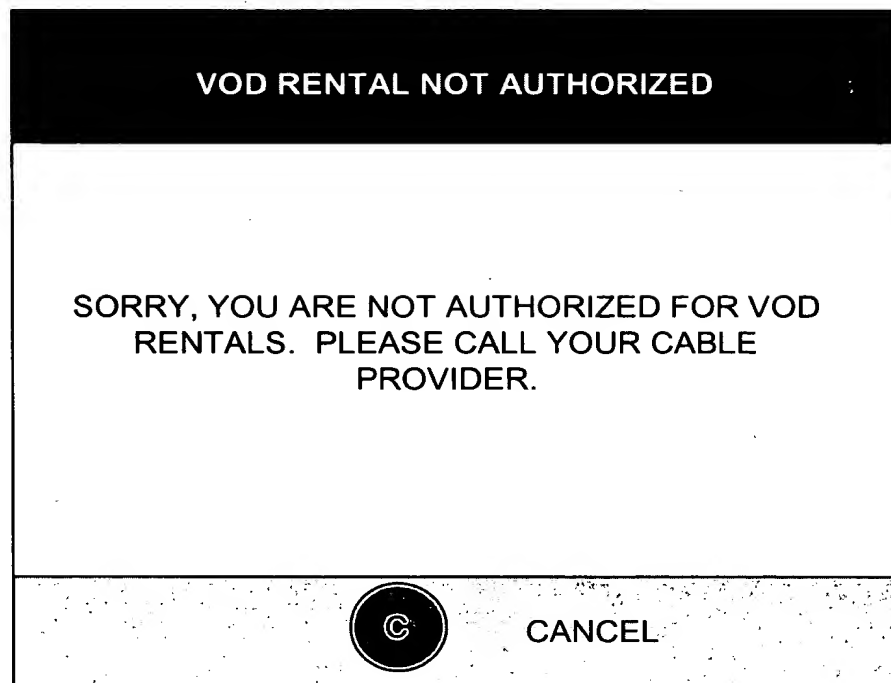 VOD RENTAL NOT AUTHORIZED
SORRY, YOU ARE NOT AUTHORIZED FOR VOD
RENTALS. PLEASE CALL YOUR CABLE
PROVIDER.
C CANCEL